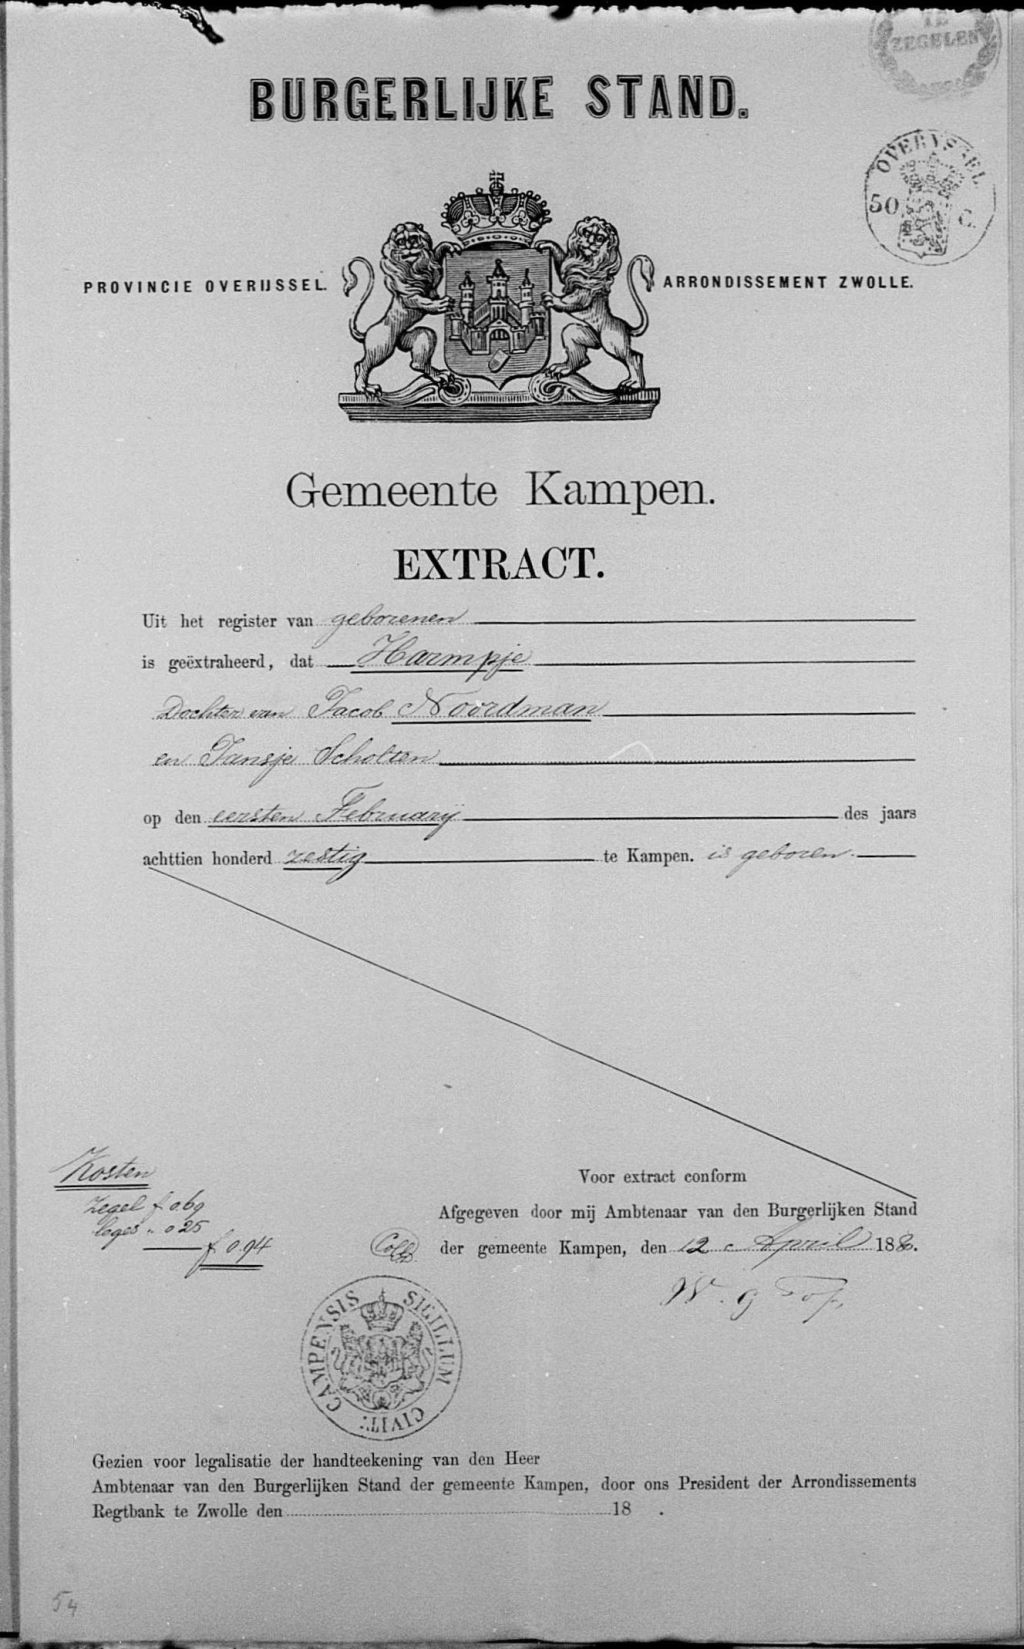 TE
ZEGELEN
BURGERLIJKE STAND.
OVERYSSEL
50 C.
PROVINCIE OVERIJSSEL.
ARRONDISSEMENT ZWOLLE.
Gemeente Kampen.
EXTRACT.
Uit het register van geborenen
is geëxtraheerd, dat Harmpje
Dochter van Jacob Noordman
en Jansje Scholten
op den eersten February des jaars
achttien honderd zestig te Kampen. is geboren.
Kosten
Zegel f 0.69
leges " 0 25
f 0.94
Voor extract conform
Afgegeven door mij Ambtenaar van den Burgerlijken Stand
Coll. der gemeente Kampen, den 12 April 188
CAMPENSIS SIGILLUM CIVIT:
Gezien voor legalisatie der handteekening van den Heer
Ambtenaar van den Burgerlijken Stand der gemeente Kampen, door ons President der Arrondissements
Regtbank te Zwolle den 18 .
54